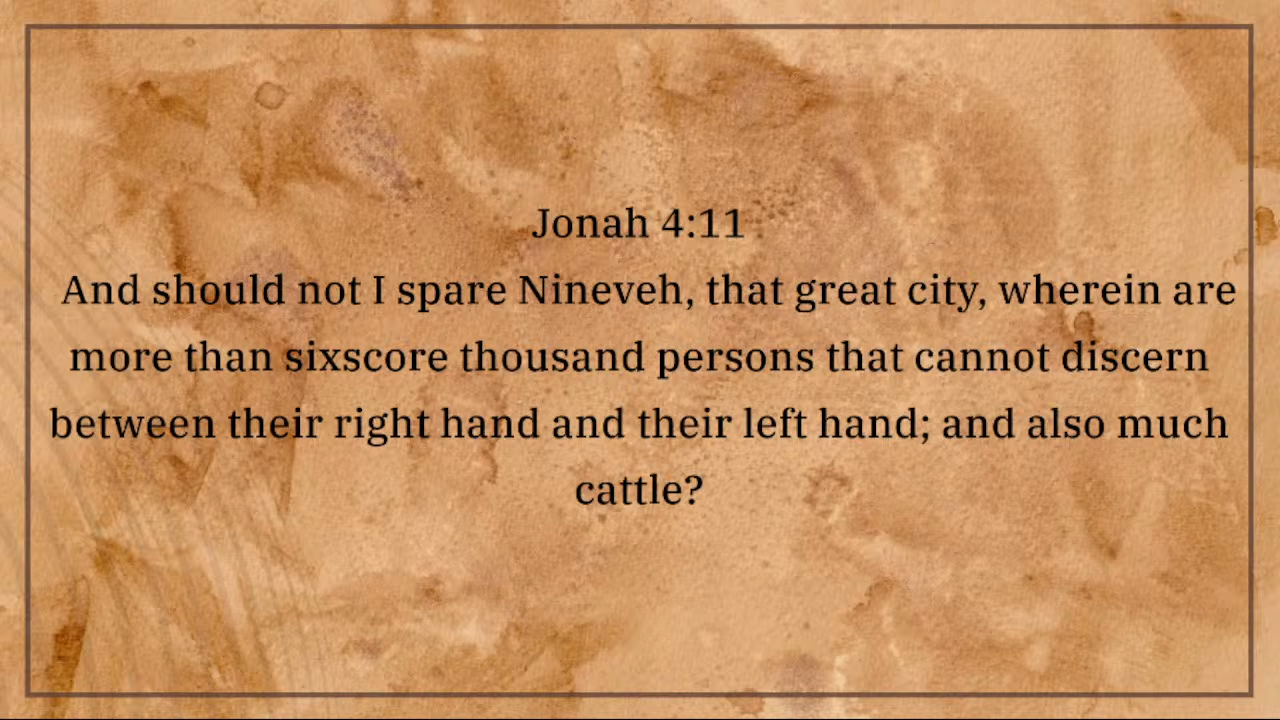 Jonah 4:11
And should not I spare Nineveh, that great city, wherein are
more than sixscore thousand persons that cannot discern
between their right hand and their left hand; and also much
cattle?